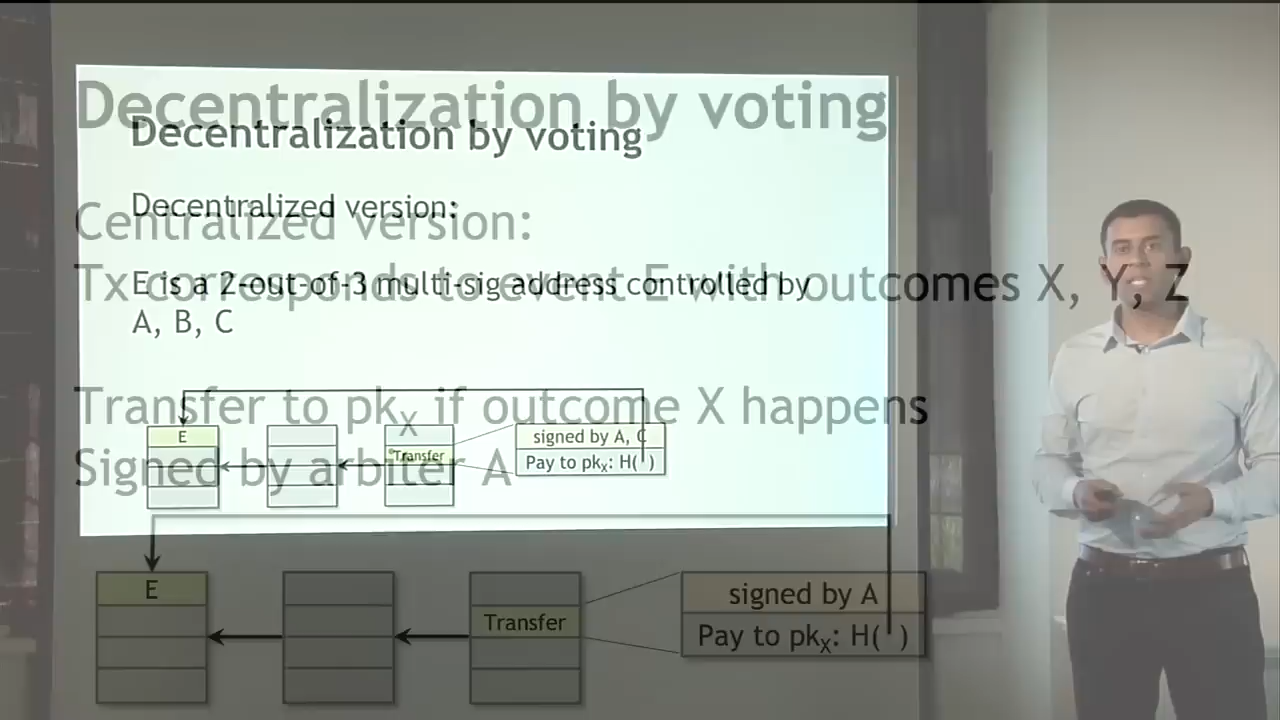 Decentralization by voting
Centralized version:
Tx corresponds to event E with outcomes X, Y, Z
Transfer to pkX if outcome X happens
Signed by arbiter A
E
Transfer
signed by A
Pay to pkX: H( )
Decentralization by voting
Decentralized version:
E is a 2-out-of-3 multi-sig address controlled by
A, B, C
E
X
Transfer
signed by A, C
Pay to pkX: H( )